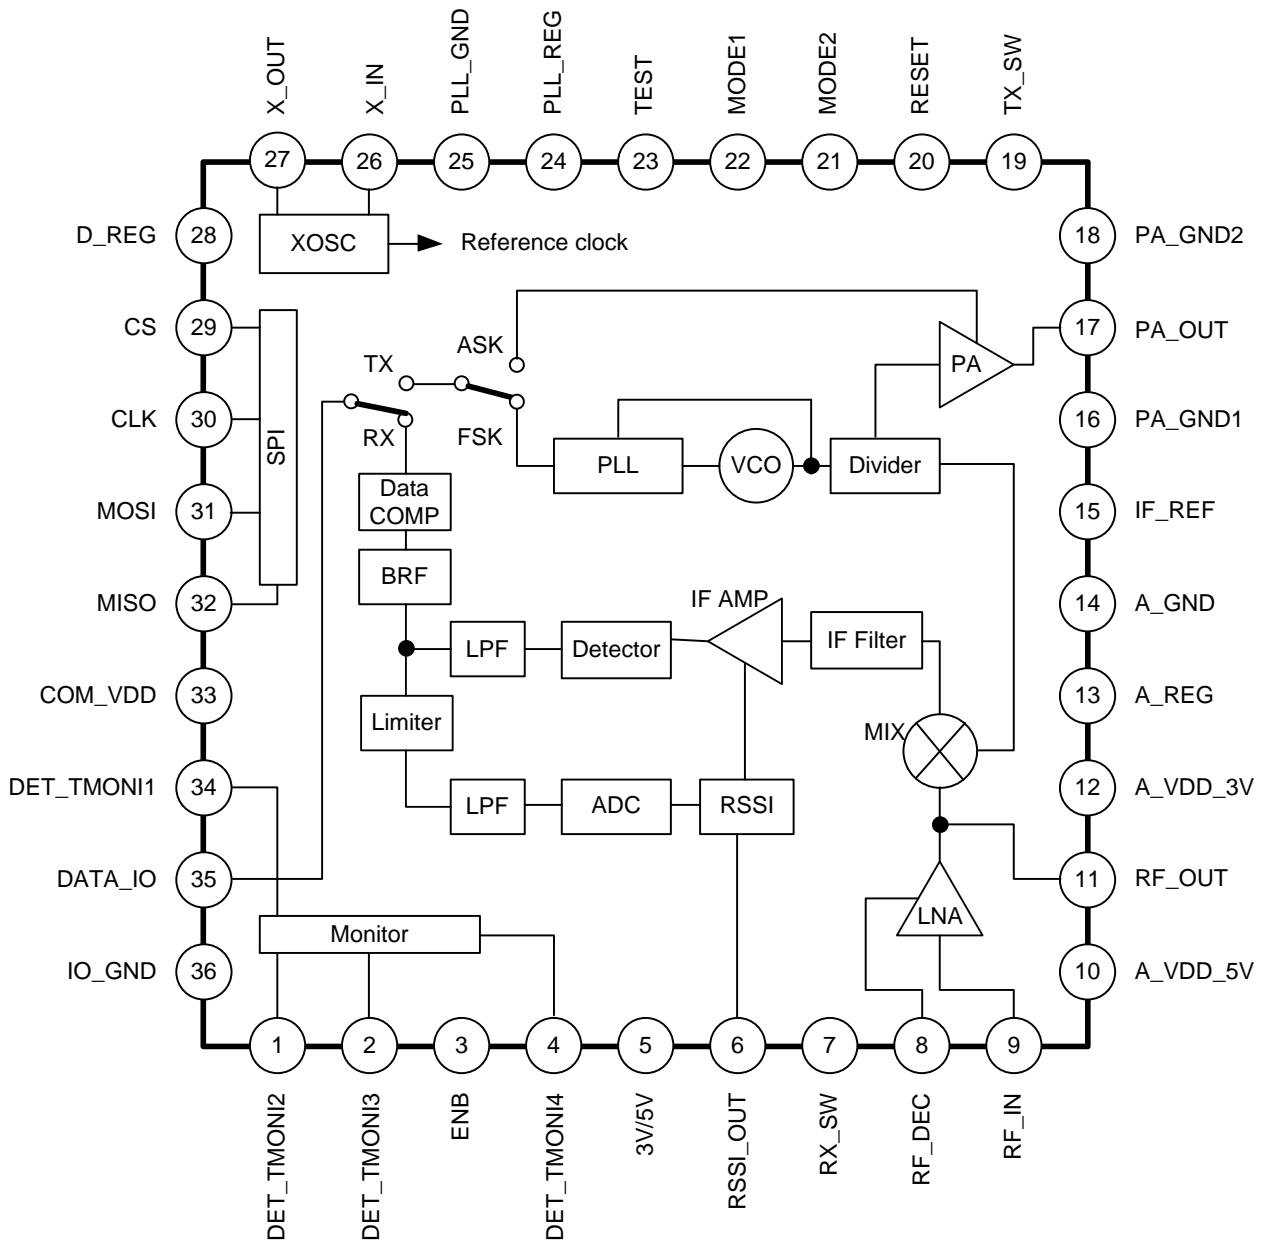 X_OUT
X_IN
PLL_GND
PLL_REG
TEST
MODE1
MODE2
RESET
TX_SW
27
26
25
24
23
22
21
20
19
D_REG
28
XOSC
Reference clock
18
PA_GND2
CS
29
ASK
PA
17
PA_OUT
TX
CLK
30
SPI
RX
FSK
16
PA_GND1
PLL
VCO
Divider
Data
COMP
MOSI
31
15
IF_REF
BRF
MISO
32
IF AMP
14
A_GND
LPF
Detector
IF Filter
COM_VDD
33
13
A_REG
Limiter
MIX
DET_TMONI1
34
LPF
ADC
RSSI
12
A_VDD_3V
DATA_IO
35
11
RF_OUT
LNA
Monitor
IO_GND
36
10
A_VDD_5V
1
2
3
4
5
6
7
8
9
DET_TMONI2
DET_TMONI3
ENB
DET_TMONI4
3V/5V
RSSI_OUT
RX_SW
RF_DEC
RF_IN